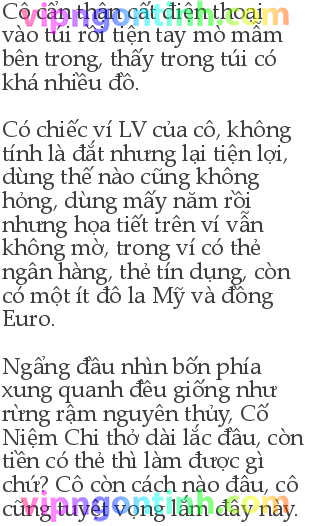 Cô cẩn thận cất điện thoại
vào túi rồi tiện tay mò mẫm
bên trong, thấy trong túi có
khá nhiều đồ.
Có chiếc ví LV của cô, không
tính là đắt nhưng lại tiện lợi,
dùng thế nào cũng không
hỏng, dùng mấy năm rồi
nhưng họa tiết trên ví vẫn
không mờ, trong ví có thẻ
ngân hàng, thẻ tín dụng, còn
có một ít đô la Mỹ và đồng
Euro.
Ngẩng đầu nhìn bốn phía
xung quanh đều giống như
rừng rậm nguyên thủy, Cố
Niệm Chi thở dài lắc đầu, còn
tiền có thẻ thì làm được gì
chứ? Cô còn cách nào đâu, cô
cũng tuyệt vọng lắm đây này.
vipngontinh.com
vipngontinh.com